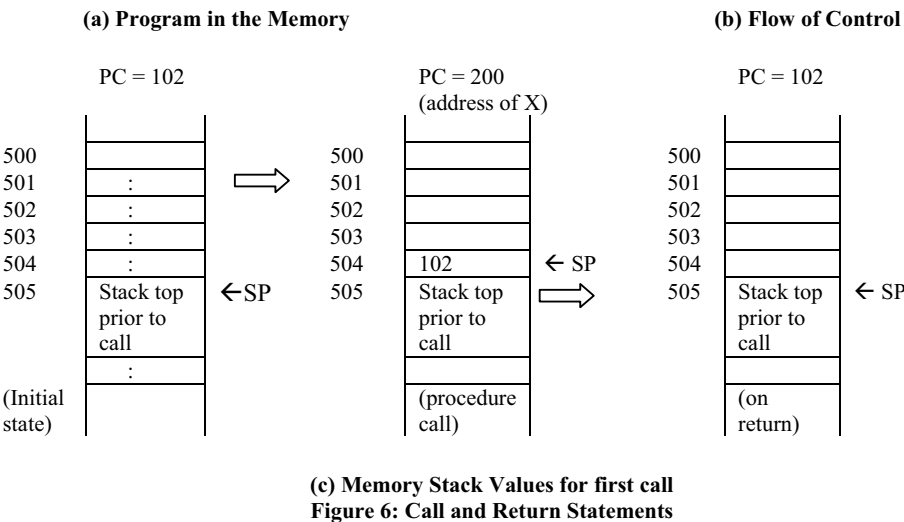 (a) Program in the Memory
(b) Flow of Control
PC = 102
PC = 200
(address of X)
PC = 102
500
501 :
502 :
503 :
504 :
505 Stack top ←SP
prior to
call
:
(Initial
state)
500
501
502
503
504 102 ← SP
505 Stack top
prior to
call
(procedure
call)
500
501
502
503
504
505 Stack top ← SP
prior to
call
(on
return)
(c) Memory Stack Values for first call
Figure 6: Call and Return Statements